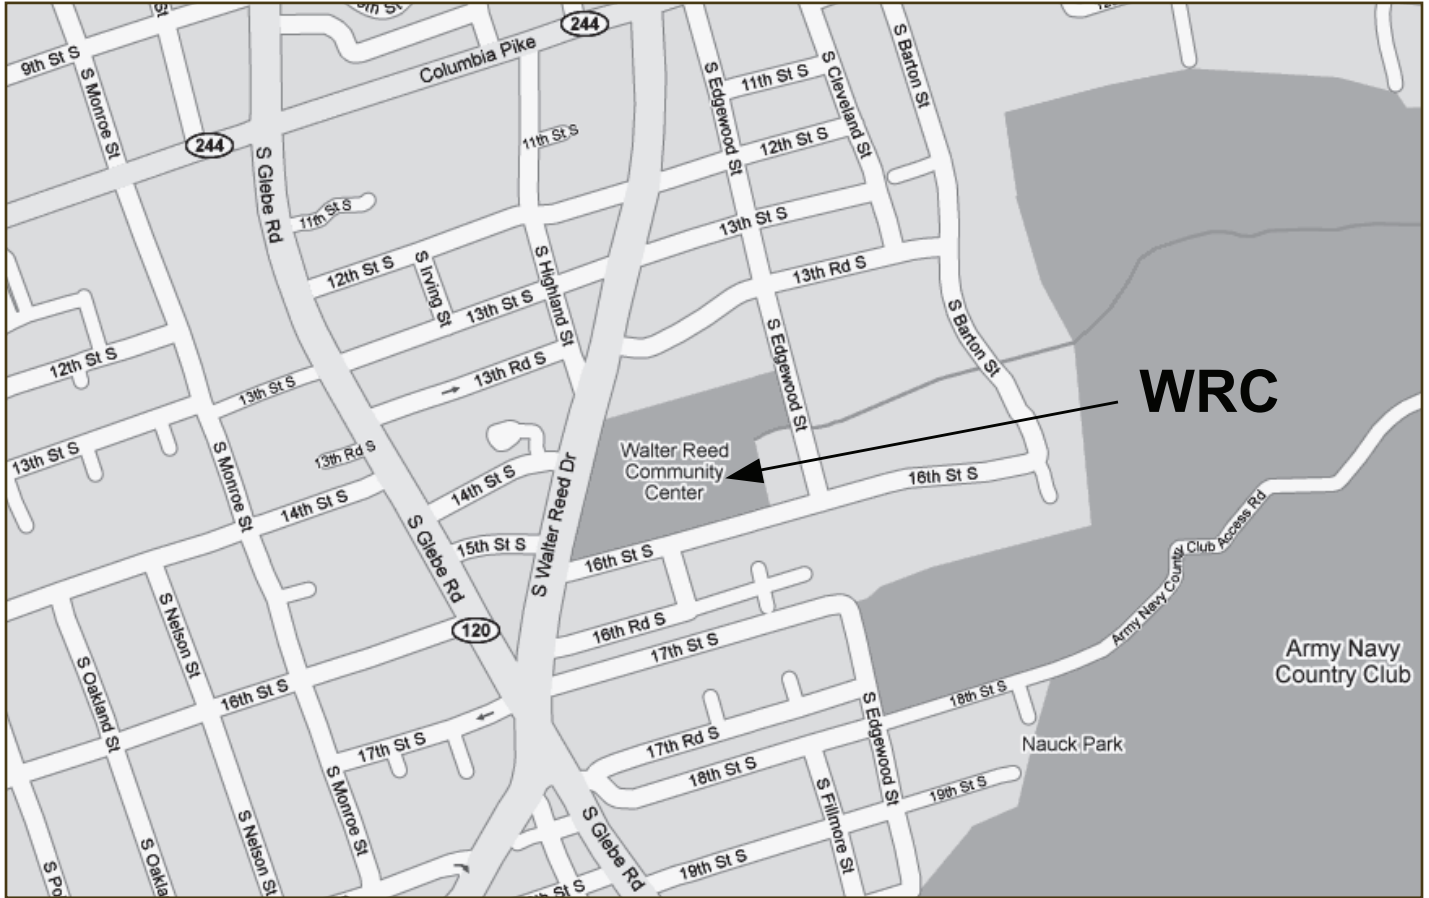 9th St S
S Monroe St
St
5th St S
244
Columbia Pike
244
S Glebe Rd
11th St S
11th St S
S Edgewood St
11th St S
S Cleveland St
S Barton St
12th St S
12th St S
S Irving St
S Highland St
13th St S
13th St S
13th Rd S
S Barton St
12th St S
13th St S
13th Rd S
S Edgewood St
WRC
13th St S
13th Rd S
S Monroe St
14th St S
14th St S
Walter Reed
Community
Center
16th St S
S Glebe Rd
15th St S
S Walter Reed Dr
16th St S
Army Navy Country Club Access Rd
S Nelson St
120
16th Rd S
17th St S
Army Navy
Country Club
S Oakland St
16th St S
17th St S
17th Rd S
18th St S
S Edgewood St
18th St S
Nauck Park
S Monroe St
S Fillmore St
19th St S
S Nelson St
S Oakla
S Po
S Glebe Rd
19th St S
St S